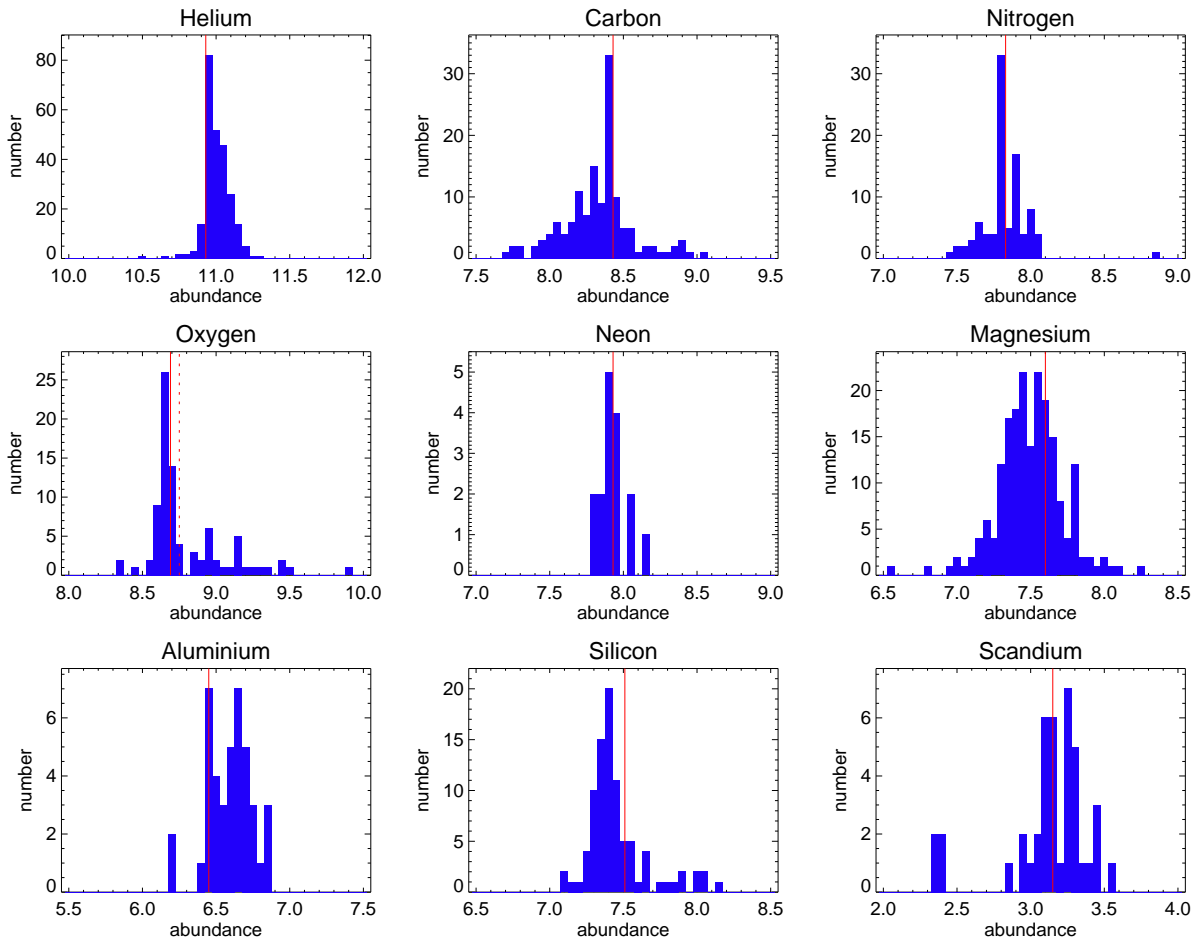 Helium
Carbon
Nitrogen
number
80
60
40
20
0
10.0 10.5 11.0 11.5 12.0
abundance
number
30
20
10
0
7.5 8.0 8.5 9.0 9.5
abundance
number
30
20
10
0
7.0 7.5 8.0 8.5 9.0
abundance
Oxygen
Neon
Magnesium
number
25
20
15
10
5
0
8.0 8.5 9.0 9.5 10.0
abundance
number
5
4
3
2
1
0
7.0 7.5 8.0 8.5 9.0
abundance
number
20
15
10
5
0
6.5 7.0 7.5 8.0 8.5
abundance
Aluminium
Silicon
Scandium
number
6
4
2
0
5.5 6.0 6.5 7.0 7.5
abundance
number
20
15
10
5
0
6.5 7.0 7.5 8.0 8.5
abundance
number
6
4
2
0
2.0 2.5 3.0 3.5 4.0
abundance